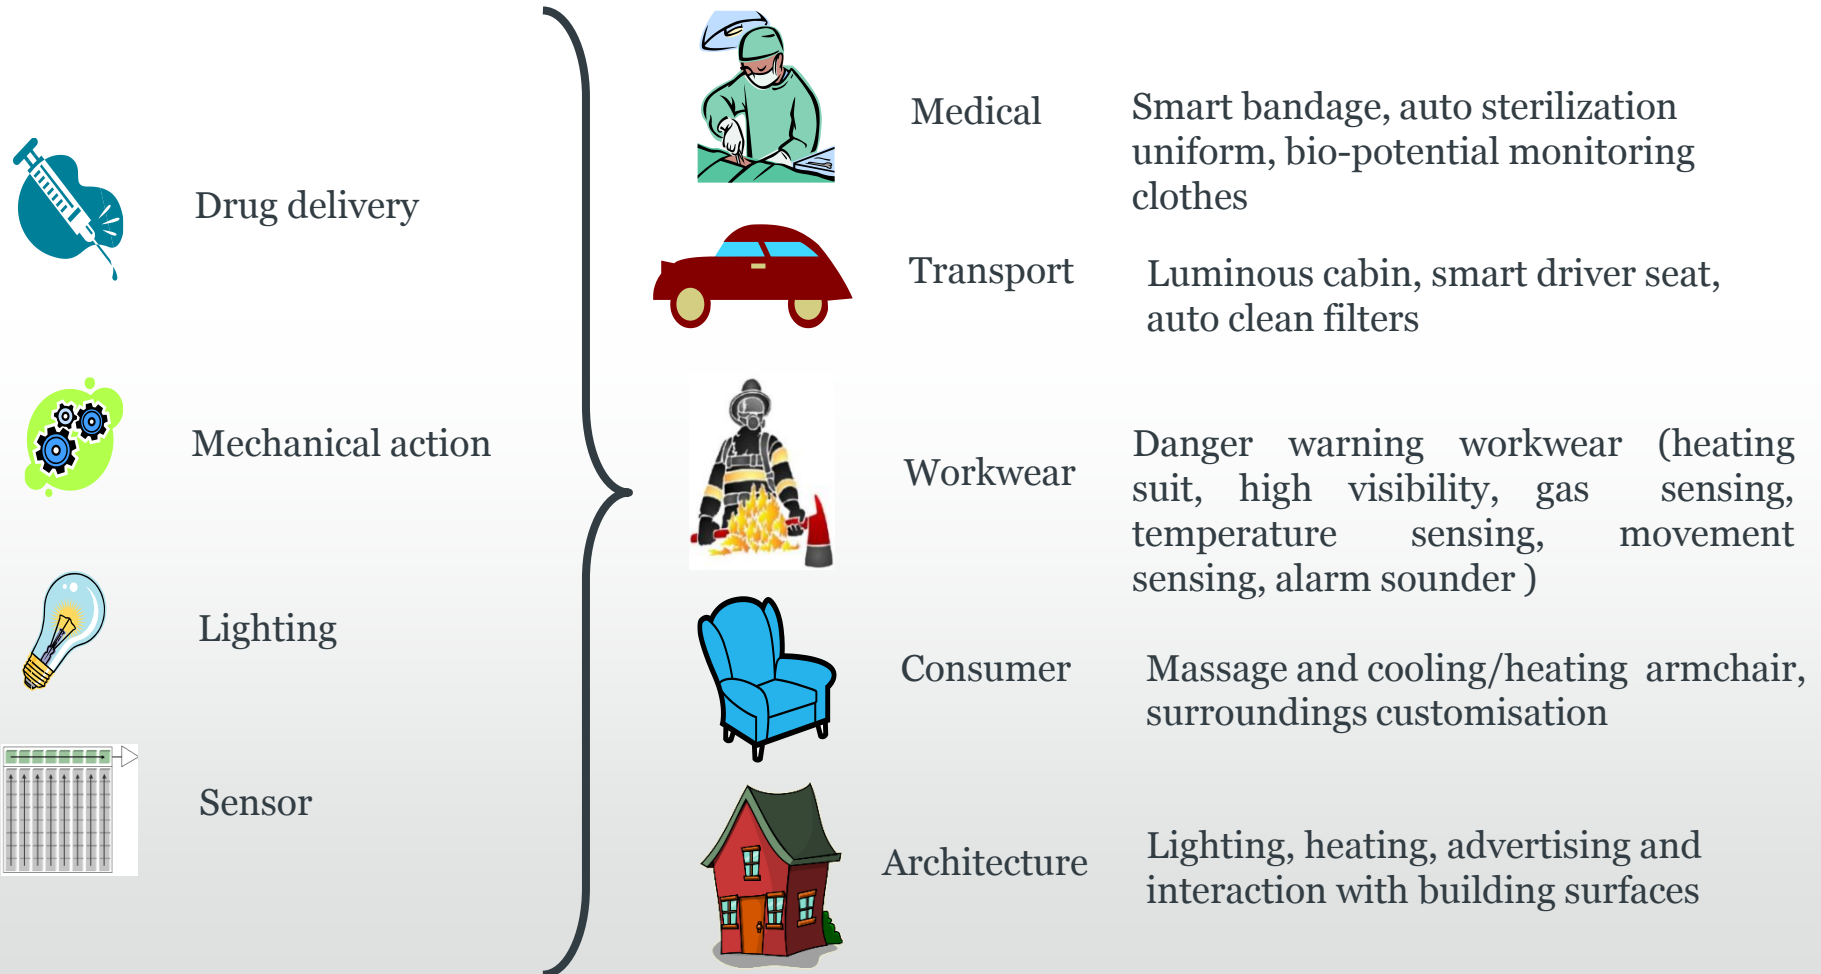 Drug delivery
Mechanical action
Lighting
Sensor
Medical
Smart bandage, auto sterilization
uniform, bio-potential monitoring
clothes
Transport
Luminous cabin, smart driver seat,
auto clean filters
Workwear
Danger warning workwear (heating
suit, high visibility, gas sensing,
temperature sensing, movement
sensing, alarm sounder )
Consumer
Massage and cooling/heating armchair,
surroundings customisation
Architecture
Lighting, heating, advertising and
interaction with building surfaces